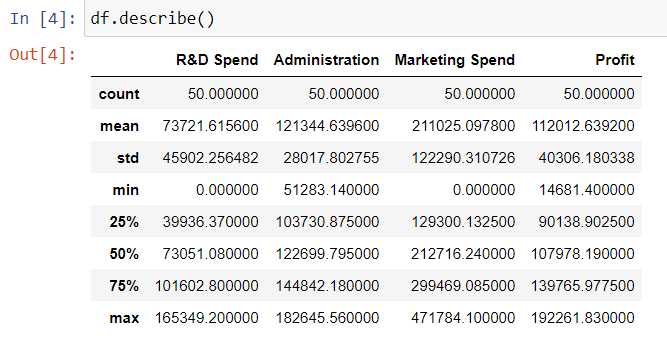 In [4]: df.describe()
Out[4]:
R&D Spend Administration Marketing Spend Profit
count 50.000000 50.000000 50.000000 50.000000
mean 73721.615600 121344.639600 211025.097800 112012.639200
std 45902.256482 28017.802755 122290.310726 40306.180338
min 0.000000 51283.140000 0.000000 14681.400000
25% 39936.370000 103730.875000 129300.132500 90138.902500
50% 73051.080000 122699.795000 212716.240000 107978.190000
75% 101602.800000 144842.180000 299469.085000 139765.977500
max 165349.200000 182645.560000 471784.100000 192261.830000